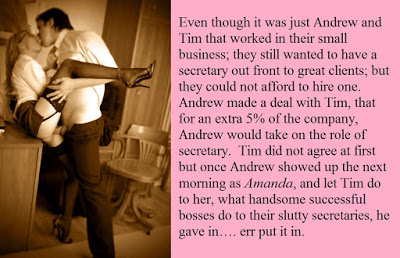 Even though it was just Andrew and
Tim that worked in their small
business; they still wanted to have a
secretary out front to great clients; but
they could not afford to hire one.
Andrew made a deal with Tim, that
for an extra 5% of the company,
Andrew would take on the role of
secretary.  Tim did not agree at first
but once Andrew showed up the next
morning as Amanda, and let Tim do
to her, what handsome successful
bosses do to their slutty secretaries, he
gave in…. err put it in.